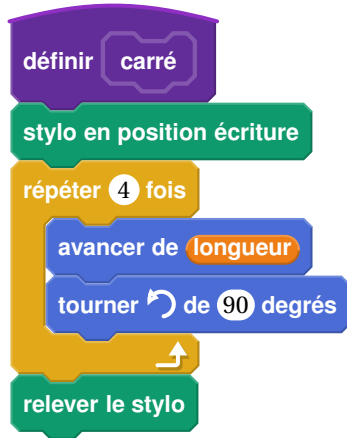 définir carré
stylo en position écriture
répéter 4 fois
avancer de longueur
tourner de 90 degrés
relever le stylo